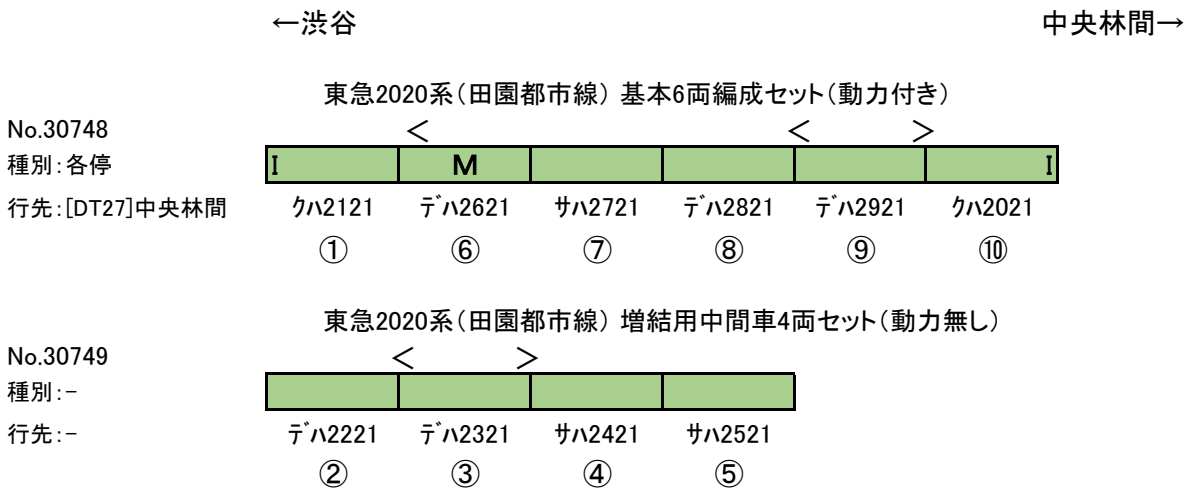 ←渋谷 中央林間→
東急2020系（田園都市線） 基本6両編成セット（動力付き）
No.30748
＜ ＜ ＞
種別：各停
I M I
行先：[DT27]中央林間 ｸﾊ2121 ﾃﾞﾊ2621 ｻﾊ2721 ﾃﾞﾊ2821 ﾃﾞﾊ2921 ｸﾊ2021
① ⑥ ⑦ ⑧ ⑨ ⑩
東急2020系（田園都市線） 増結用中間車4両セット（動力無し）
No.30749
＜ ＞
種別：−
行先：− ﾃﾞﾊ2221 ﾃﾞﾊ2321 ｻﾊ2421 ｻﾊ2521
② ③ ④ ⑤